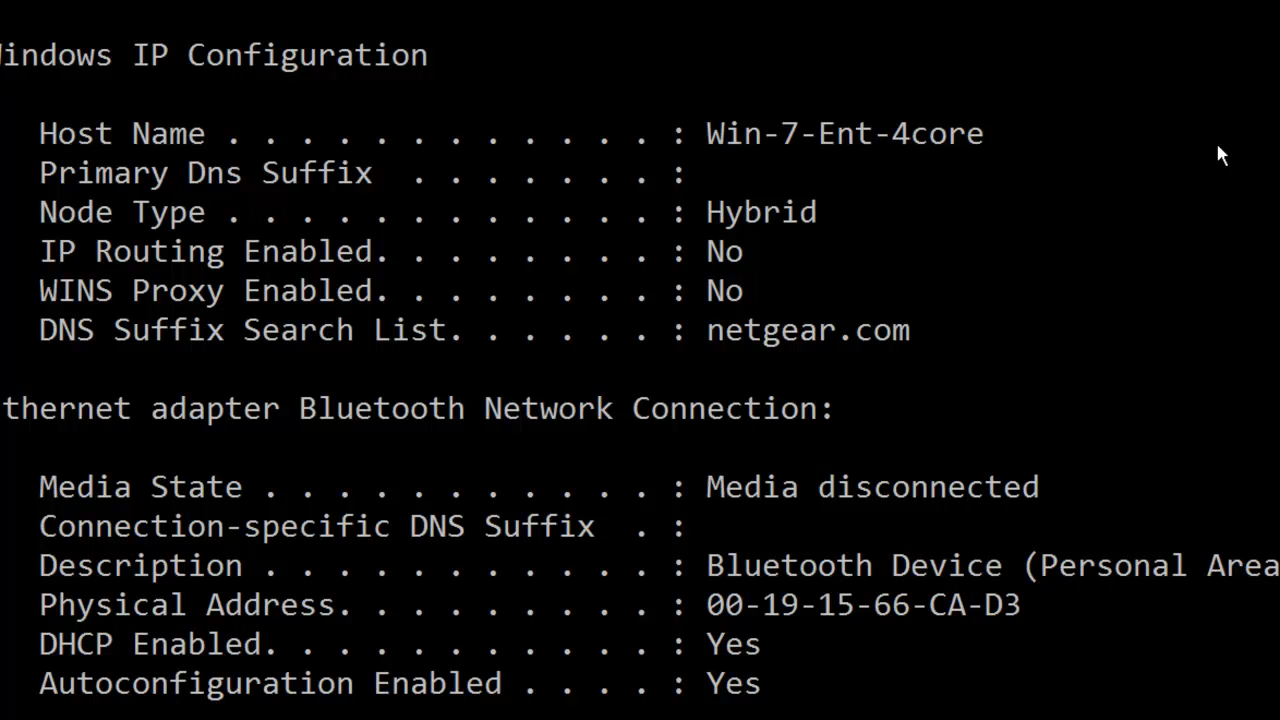 Windows IP Configuration
Host Name . . . . . . . . . . . . : Win-7-Ent-4core
Primary Dns Suffix  . . . . . . . :
Node Type . . . . . . . . . . . . : Hybrid
IP Routing Enabled. . . . . . . . : No
WINS Proxy Enabled. . . . . . . . : No
DNS Suffix Search List. . . . . . : netgear.com
thernet adapter Bluetooth Network Connection:
Media State . . . . . . . . . . . : Media disconnected
Connection-specific DNS Suffix  . :
Description . . . . . . . . . . . : Bluetooth Device (Personal Area
Physical Address. . . . . . . . . : 00-19-15-66-CA-D3
DHCP Enabled. . . . . . . . . . . : Yes
Autoconfiguration Enabled . . . . : Yes